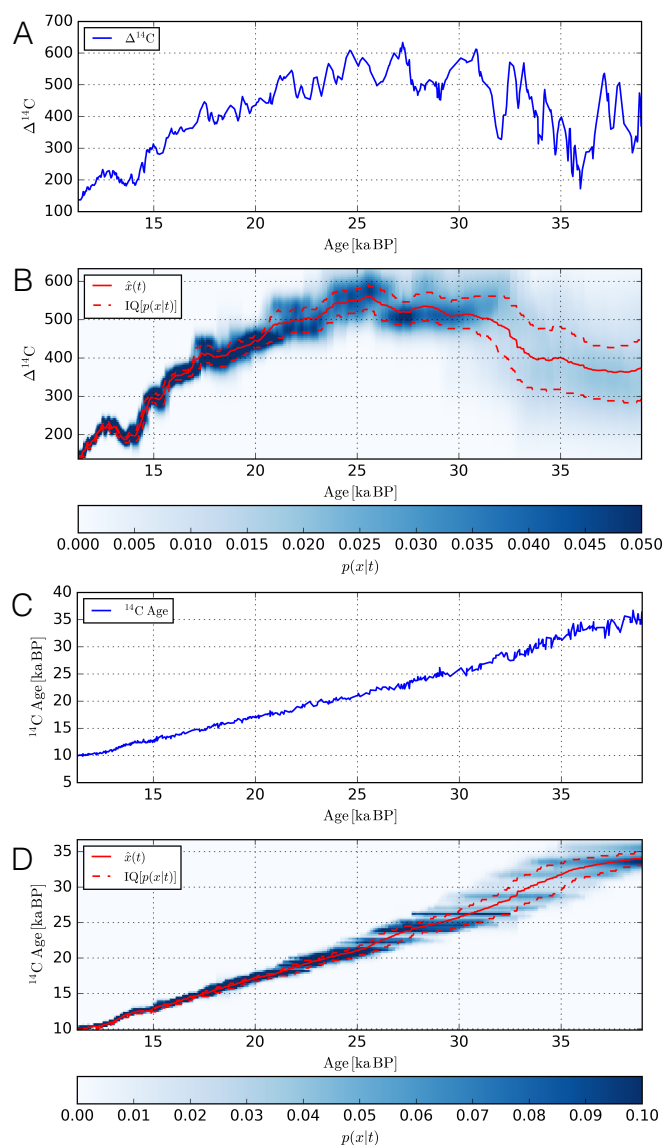 A
700
600
500
400
300
200
100
Δ¹⁴C
Δ¹⁴C
15 20 25 30 35
Age [ka BP]
B
600
500
400
300
200
Δ¹⁴C
x̂(t)
IQ[p(x|t)]
15 20 25 30 35
Age [ka BP]
0.000 0.005 0.010 0.015 0.020 0.025 0.030 0.035 0.040 0.045 0.050
p(x|t)
C
40
35
30
25
20
15
10
5
¹⁴C Age [ka BP]
¹⁴C Age
15 20 25 30 35
Age [ka BP]
D
35
30
25
20
15
10
¹⁴C Age [ka BP]
x̂(t)
IQ[p(x|t)]
15 20 25 30 35
Age [ka BP]
0.00 0.01 0.02 0.03 0.04 0.05 0.06 0.07 0.08 0.09 0.10
p(x|t)